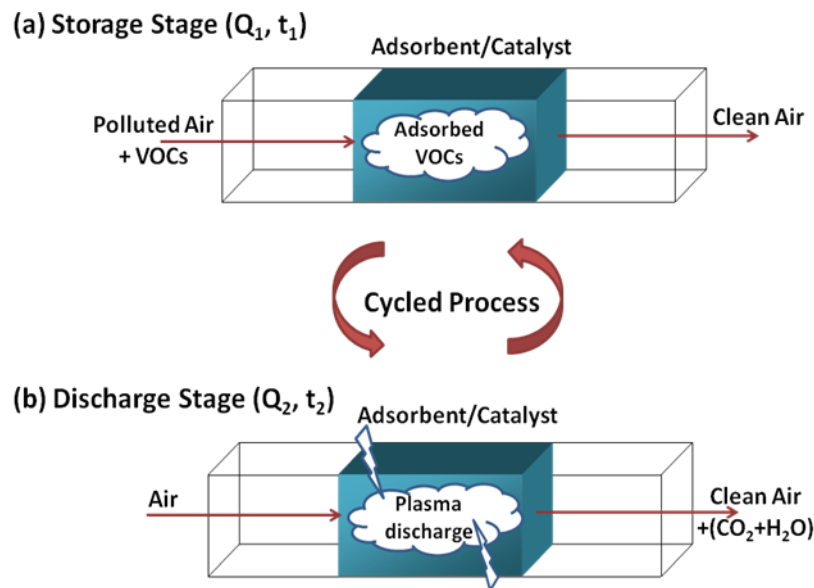 (a) Storage Stage (Q₁, t₁)
Adsorbent/Catalyst
Polluted Air
+ VOCs
Adsorbed
VOCs
Clean Air
Cycled Process
(b) Discharge Stage (Q₂, t₂)
Adsorbent/Catalyst
Air
Plasma
discharge
Clean Air
+(CO₂+H₂O)